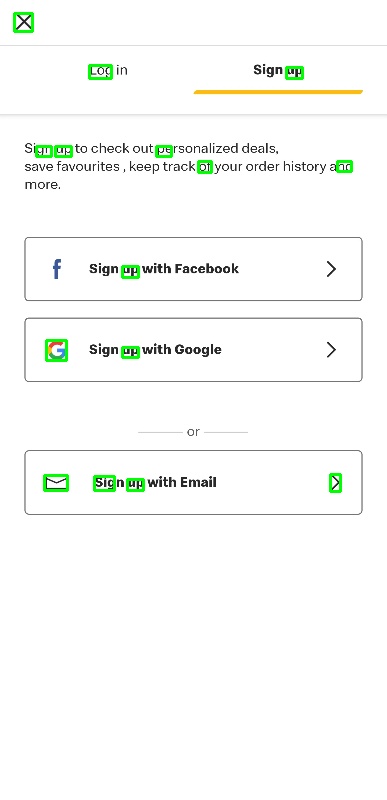 Log in
Sign up
Sign up to check out personalized deals,
save favourites , keep track of your order history and
more.
Sign up with Facebook
Sign up with Google
or
Sign up with Email